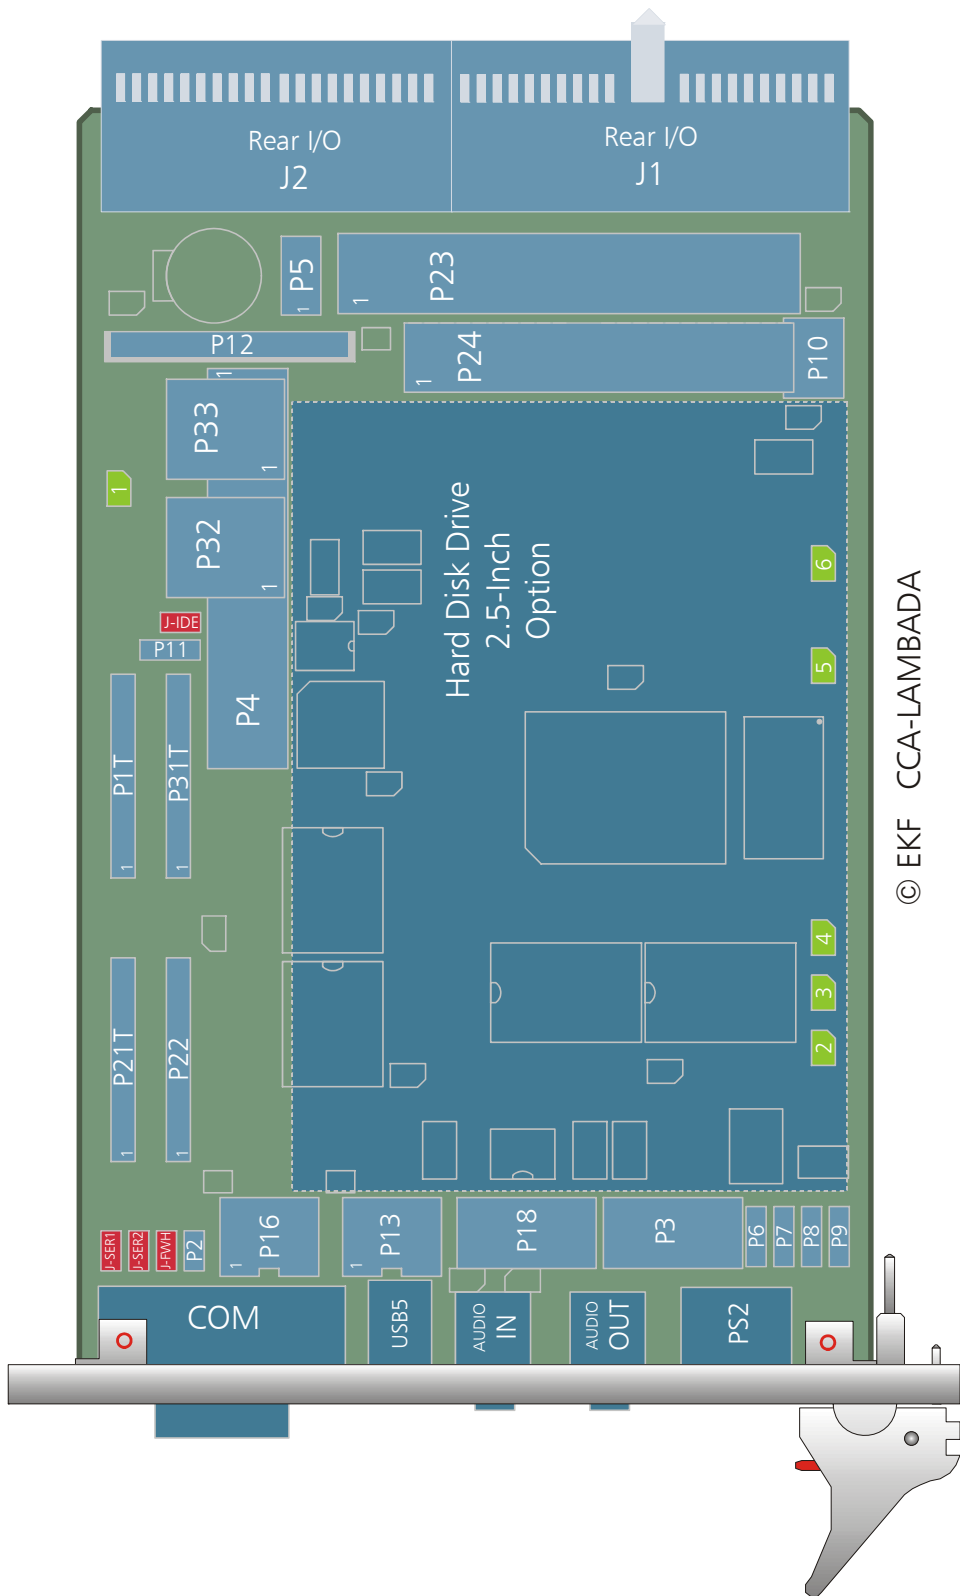 Rear I/O
J2
Rear I/O
J1
P5
1
P23
1
P12
P24
1
P10
1
P33
1
1
P32
1
Hard Disk Drive
2.5-Inch
Option
6
J-IDE
P11
5
P4
P1T
1
P31T
1
© EKF CCA-LAMBADA
4
3
2
P21T
1
P22
1
J-SER1
J-SER2
J-FWH
P2
P16
1
P13
1
P18
P3
P6
P7
P8
P9
COM
USB5
AUDIO
IN
AUDIO
OUT
PS2